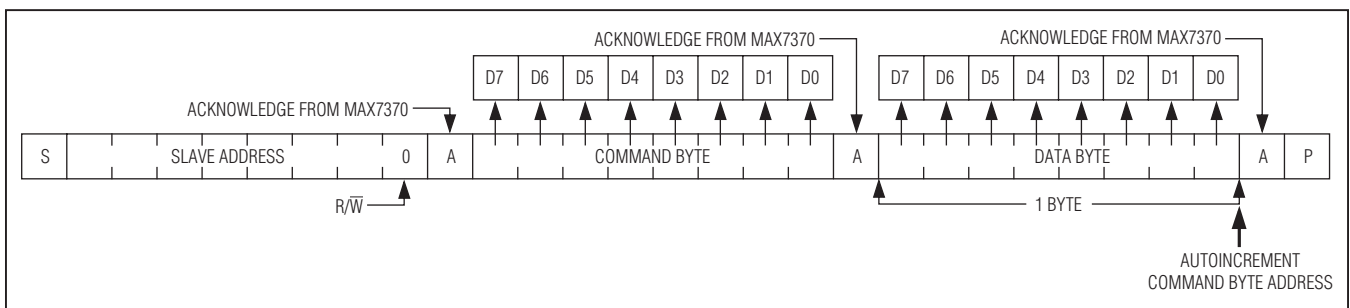 ACKNOWLEDGE FROM MAX7370 ACKNOWLEDGE FROM MAX7370
D7 D6 D5 D4 D3 D2 D1 D0 D7 D6 D5 D4 D3 D2 D1 D0
ACKNOWLEDGE FROM MAX7370
S SLAVE ADDRESS 0 A COMMAND BYTE A DATA BYTE A P
R/W̅ 1 BYTE
AUTOINCREMENT
COMMAND BYTE ADDRESS